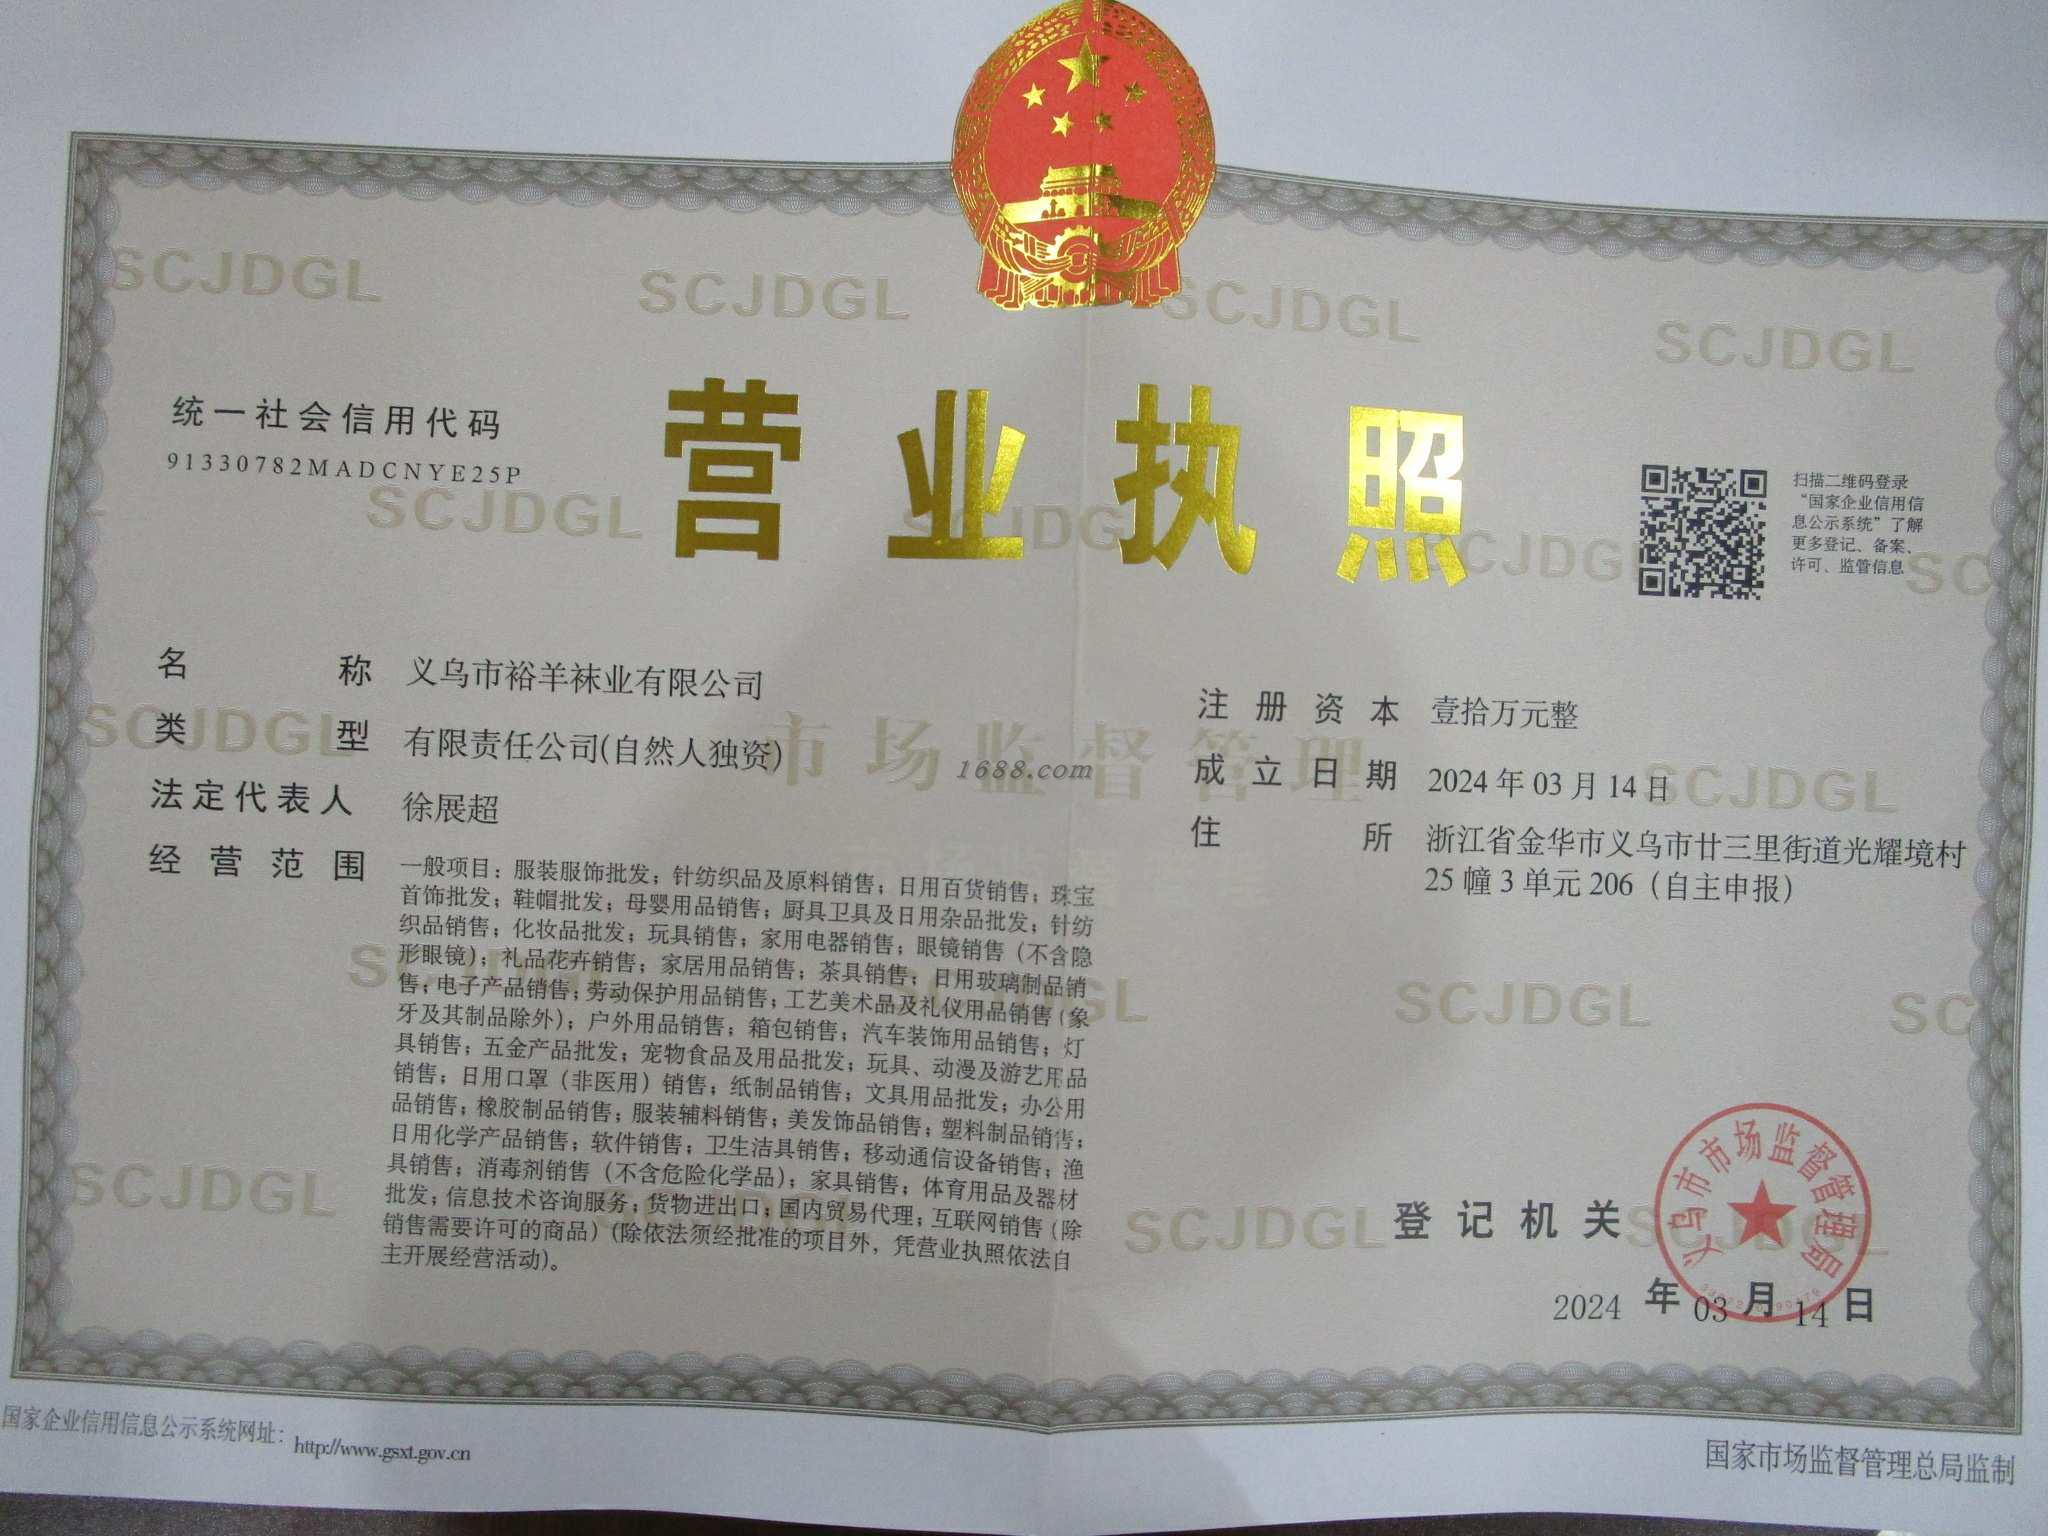 SCJDGL SCJDGL SCJDGL SCJDGL
营业执照
统一社会信用代码
91330782MADCNYE25P
SCJDGL SCJDGL SCJDGL SC
扫描二维码登录
“国家企业信用信
息公示系统”了解
更多登记、备案、
许可、监管信息
名称 义乌市裕羊袜业有限公司
类型 有限责任公司(自然人独资)
法定代表人 徐展超
经营范围 一般项目：服装服饰批发；针纺织品及原料销售；日用百货销售；珠宝
首饰批发；鞋帽批发；母婴用品销售；厨具卫具及日用杂品批发；针纺
织品销售；化妆品批发；玩具销售；家用电器销售；眼镜销售（不含隐
形眼镜）；礼品花卉销售；家居用品销售；茶具销售；日用玻璃制品销
售；电子产品销售；劳动保护用品销售；工艺美术品及礼仪用品销售（象
牙及其制品除外）；户外用品销售；箱包销售；汽车装饰用品销售；灯
具销售；五金产品批发；宠物食品及用品批发；玩具、动漫及游艺用品
销售；日用口罩（非医用）销售；纸制品销售；文具用品批发；办公用
品销售；橡胶制品销售；服装辅料销售；美发饰品销售；塑料制品销售；
日用化学产品销售；软件销售；卫生洁具销售；移动通信设备销售；渔
具销售；消毒剂销售（不含危险化学品）；家具销售；体育用品及器材
批发；信息技术咨询服务；货物进出口；国内贸易代理；互联网销售（除
销售需要许可的商品）(除依法须经批准的项目外，凭营业执照依法自
主开展经营活动)。
注册资本 壹拾万元整
成立日期 2024年03月14日
住所 浙江省金华市义乌市廿三里街道光耀境村
25幢3单元206（自主申报）
SCJDGL SCJDGL
市场监督管理
1688.com
SCJDGL SCJDGL SCJDGL SC
SCJDGL SCJDGL SCJDGL SCJDGL
登记机关
义乌市市场监督管理局
2024年03月14日
国家企业信用信息公示系统网址：http://www.gsxt.gov.cn
国家市场监督管理总局监制